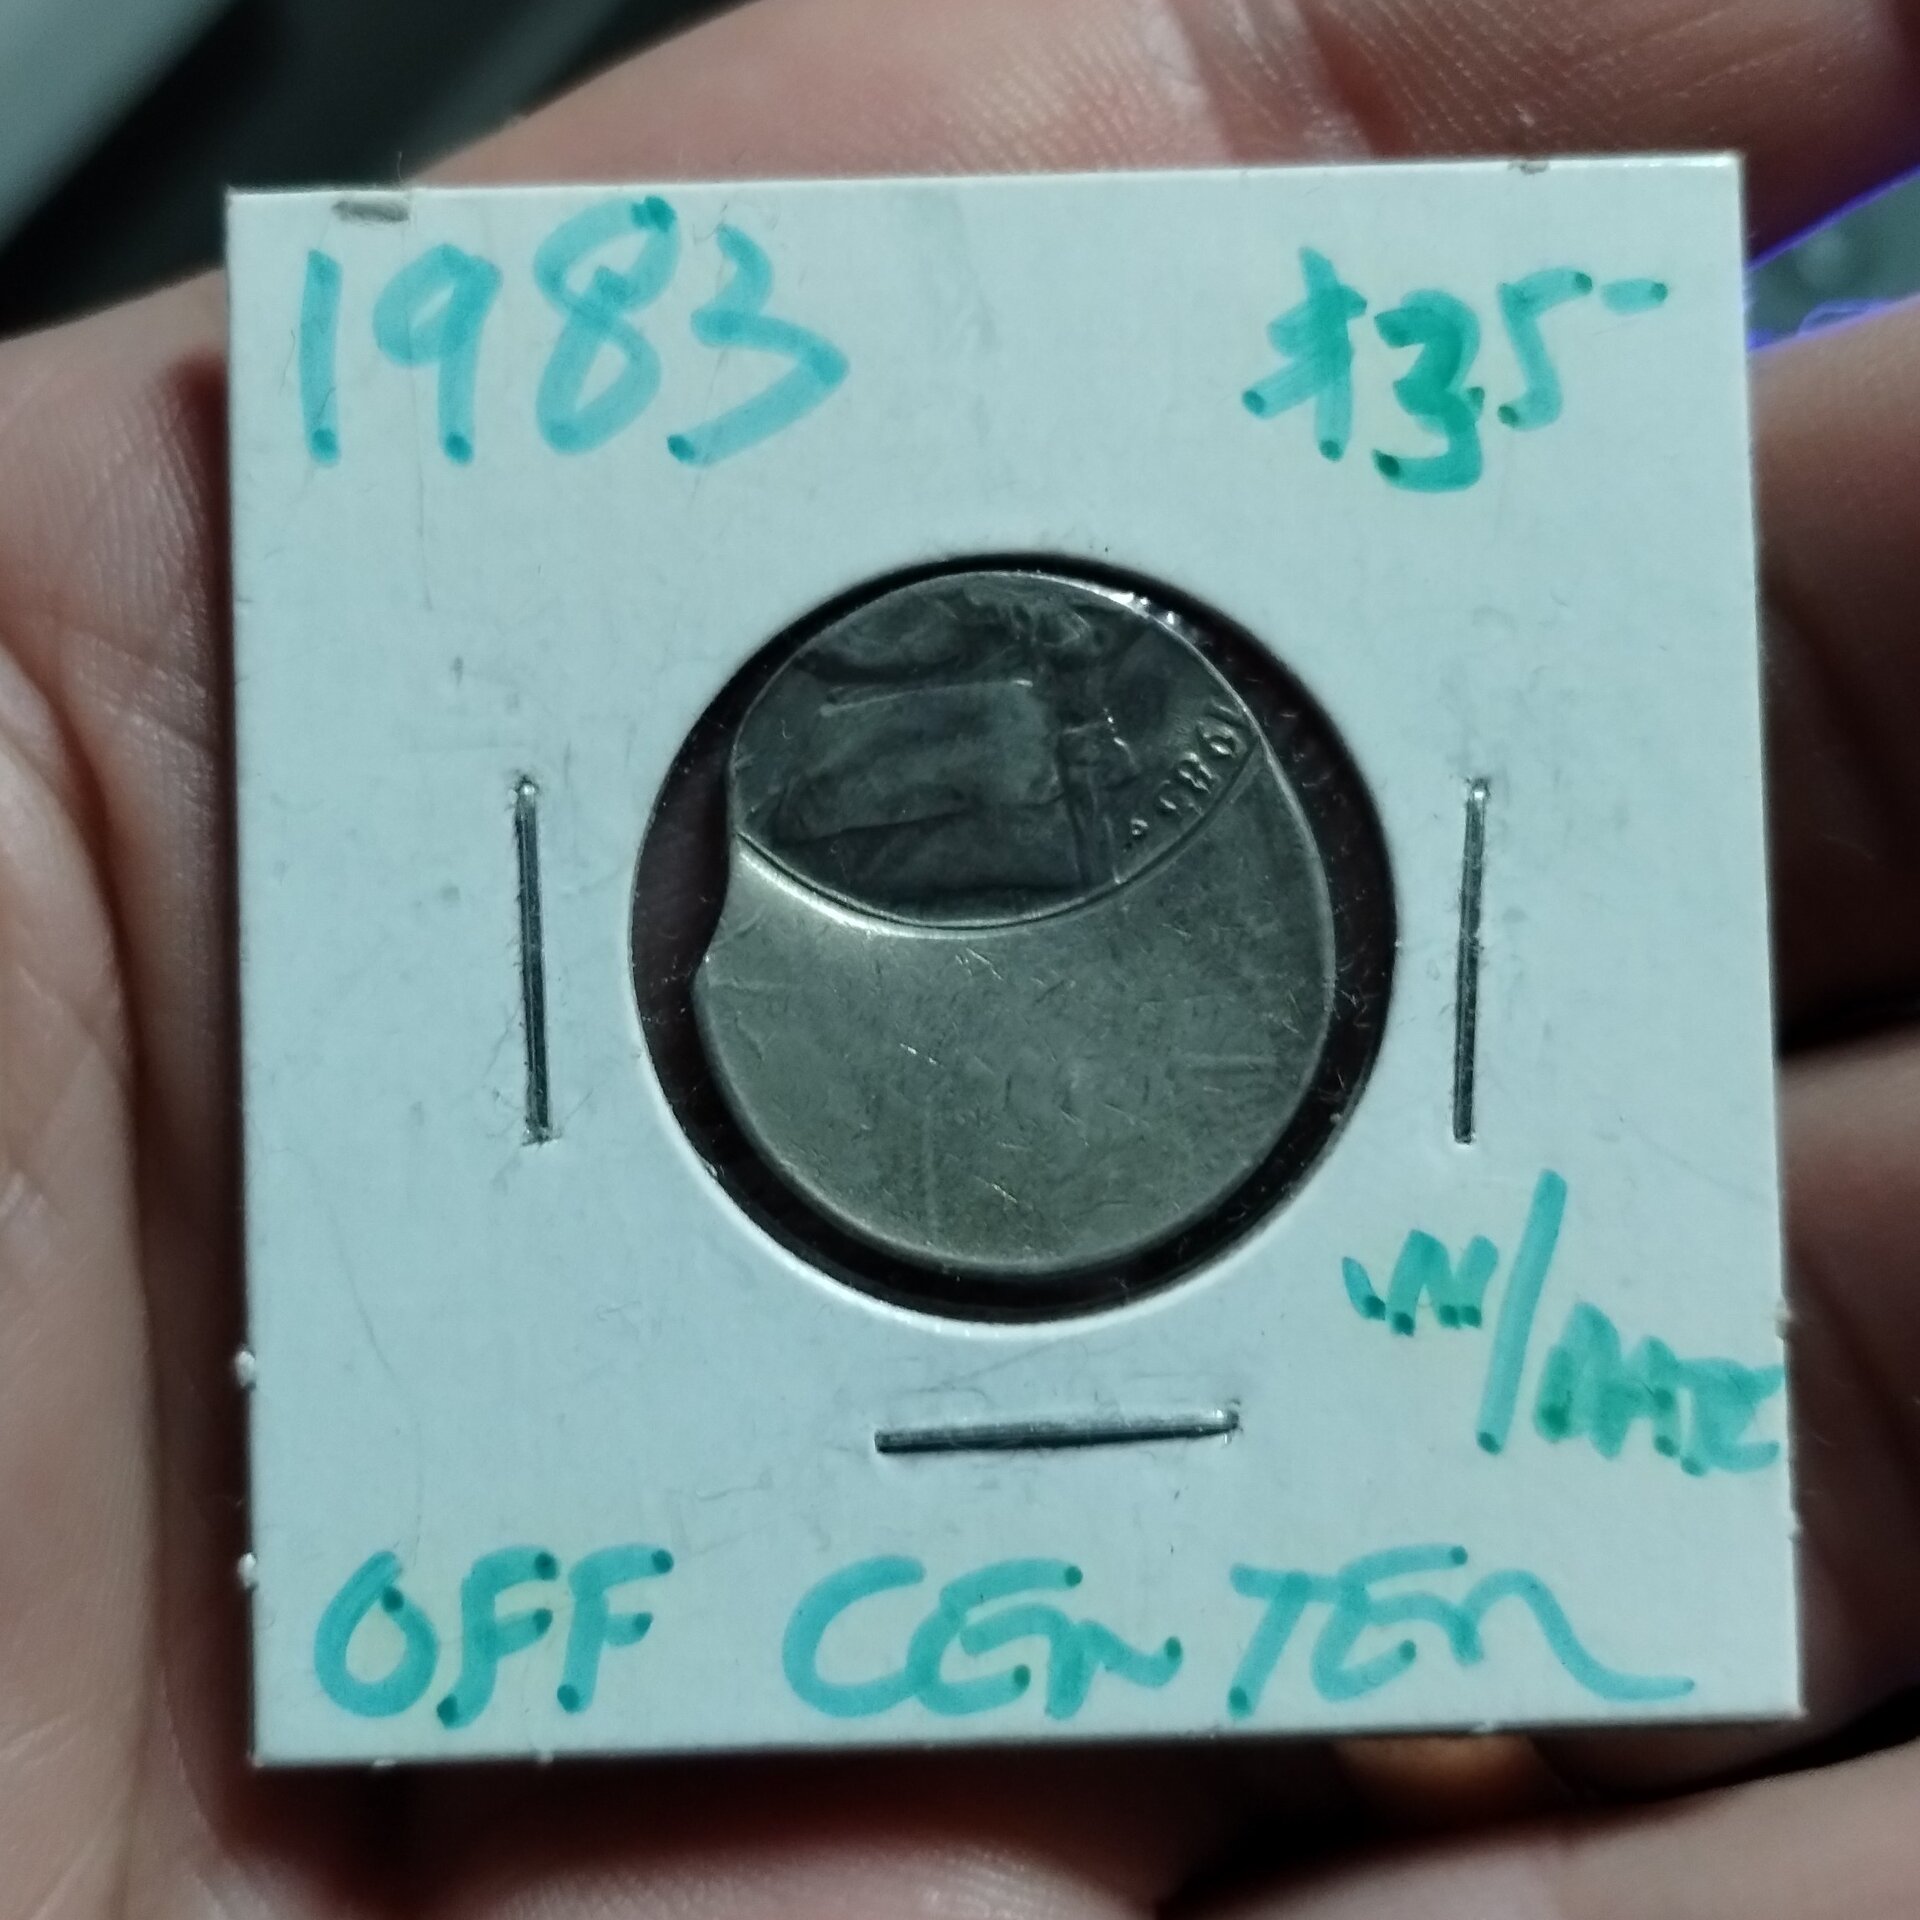 1983 $35-
1983 P
W/DATE
OFF CENTER